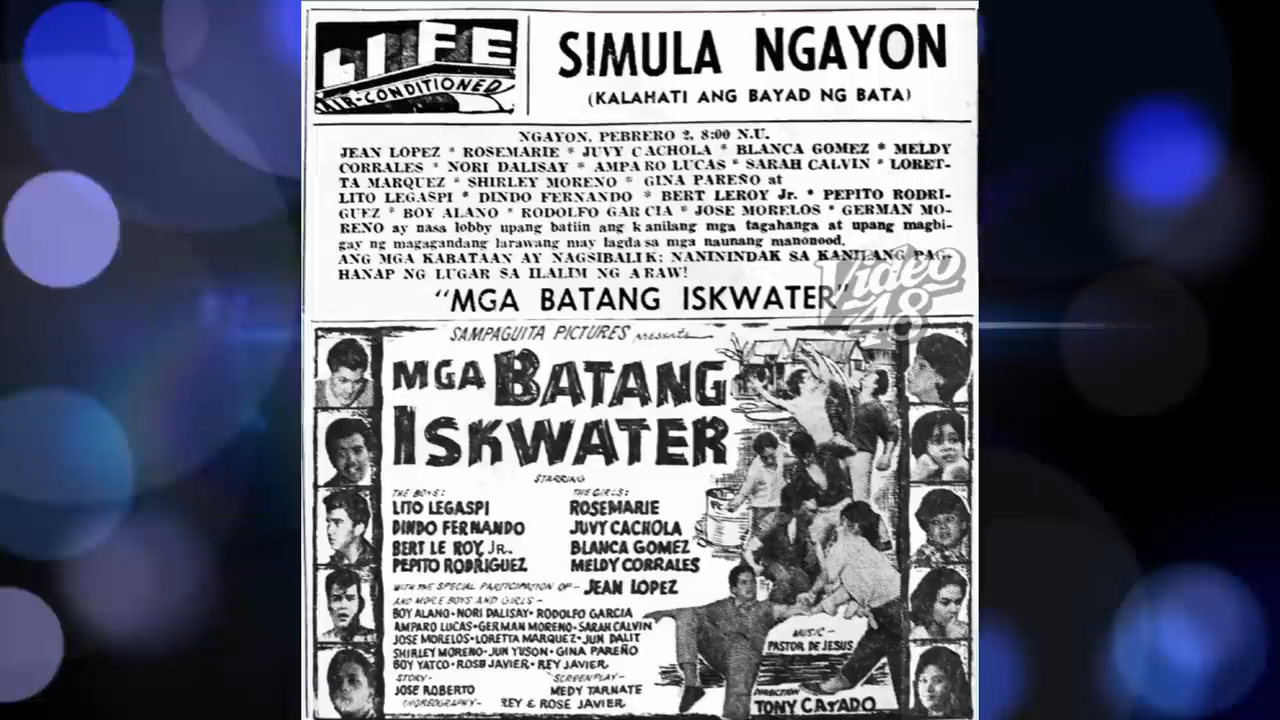 LIFE
AIR-CONDITIONED
SIMULA NGAYON
(KALAHATI ANG BAYAD NG BATA)
NGAYON, PEBRERO 2, 8:00 N.U.
JEAN LOPEZ * ROSEMARIE * JUVY CACHOLA * BLANCA GOMEZ * MELDY
CORRALES * NORI DALISAY * AMPARO LUCAS * SARAH CALVIN * LORET-
TA MARQUEZ * SHIRLEY MORENO * GINA PAREÑO at
LITO LEGASPI * DINDO FERNANDO * BERT LEROY Jr. * PEPITO RODRI-
GUEZ * BOY ALANO * RODOLFO GARCIA * JOSE MORELOS * GERMAN MO-
RENO ay nasa lobby upang batiin ang kanilang mga tagahanga at upang magbi-
gay ng magagandang larawang may lagda sa mga naunang manonood.
ANG MGA KABATAAN AY NAGSIBALIK: NANININDAK SA KANILANG PAG-
HANAP NG LUGAR SA ILALIM NG ARAW!
"MGA BATANG ISKWATER"
Video 48
SAMPAGUITA PICTURES presents
MGA BATANG
ISKWATER
STARRING
THE BOYS:
LITO LEGASPI
DINDO FERNANDO
BERT LE ROY Jr.
PEPITO RODRIGUEZ
THE GIRLS:
ROSEMARIE
JUVY CACHOLA
BLANCA GOMEZ
MELDY CORRALES
WITH THE SPECIAL PARTICIPATION OF - JEAN LOPEZ
AND MORE BOYS AND GIRLS -
BOY ALANO • NORI DALISAY • RODOLFO GARCIA
AMPARO LUCAS • GERMAN MORENO • SARAH CALVIN
JOSE MORELOS • LORETTA MARQUEZ • JUN DALIT
SHIRLEY MORENO • JUN YUSON • GINA PAREÑO
BOY YATCO • ROSE JAVIER • REY JAVIER
STORY-
JOSE ROBERTO
SCREENPLAY-
MEDY TARNATE
CHOREOGRAPHY- REY & ROSE JAVIER
MUSIC-
PASTOR DE JESUS
DIRECTION
TONY CAYADO